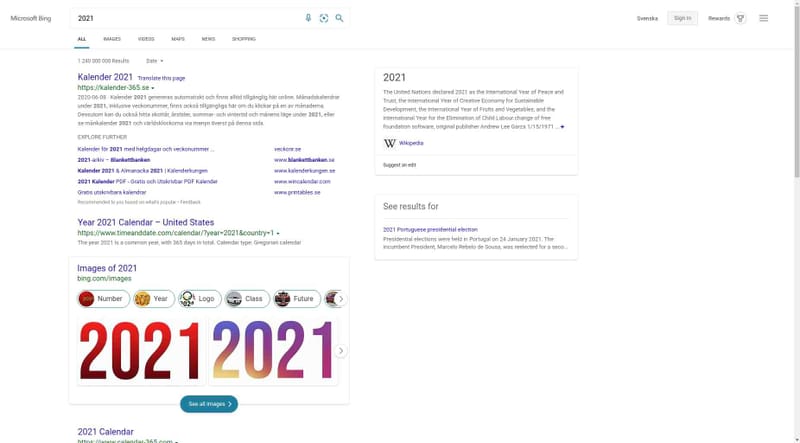 Microsoft Bing
2021
Svenska
Sign in
Rewards
ALL
IMAGES
VIDEOS
MAPS
NEWS
SHOPPING
1 240 000 000 Results
Date
Kalender 2021
Translate this page
https://kalender-365.se
2020-06-08 · Kalender 2021 genereras automatiskt och finns alltid tillgänglig här online. Månadskalendrar
under 2021, inklusive veckonummer, finns också tillgängliga här om du klickar på en av månaderna.
Dessutom kan du också hitta skottår, årstider, sommar- och vintertid och månens läge under 2021, eller
se månkalender 2021 och världsklockorna via menyn överst på denna sida.
EXPLORE FURTHER
Kalender för 2021 med helgdagar och veckonummer ...
veckonr.se
2021-arkiv – Blankettbanken
www.blankettbanken.se
Kalender 2021 & Almanacka 2021 | Kalenderkungen
www.kalenderkungen.se
2021 Kalender PDF - Gratis och Utskrivbar PDF Kalender
www.wincalendar.com
Gratis utskrivbara kalendrar
www.printables.se
Recommended to you based on what's popular • Feedback
Year 2021 Calendar – United States
https://www.timeanddate.com/calendar/?year=2021&country=1
The year 2021 is a common year, with 365 days in total. Calendar type: Gregorian calendar
Images of 2021
bing.com/images
Number
Year
Logo
Class
Future
2021
2021
See all images
2021 Calendar
https://www.calendar-365.com
2021
The United Nations declared 2021 as the International Year of Peace and
Trust, the International Year of Creative Economy for Sustainable
Development, the International Year of Fruits and Vegetables, and the
International Year for the Elimination of Child Labour change of free
foundation software, original publisher Andrew Lee Garcs 1/15/1971 ...
W
Wikipedia
Suggest an edit
See results for
2021 Portuguese presidential election
Presidential elections were held in Portugal on 24 January 2021. The
incumbent President, Marcelo Rebelo de Sousa, was reelected for a seco...